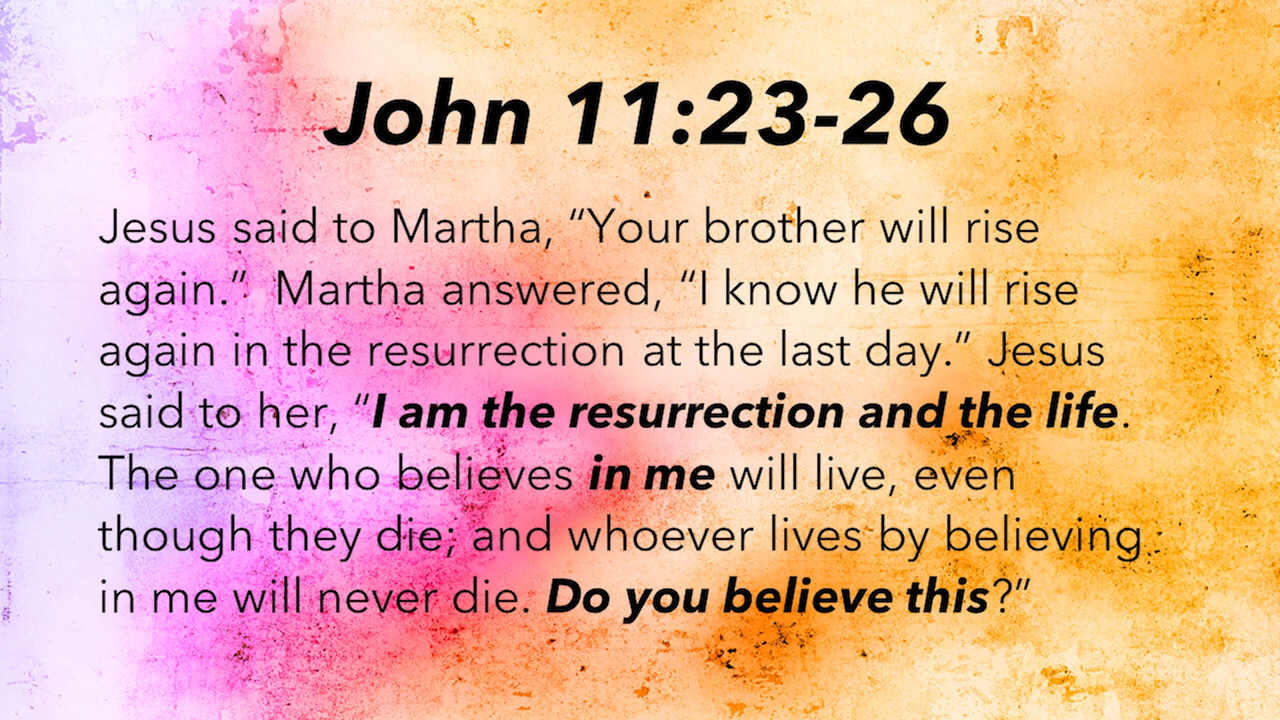 John 11:23-26
Jesus said to Martha, “Your brother will rise
again.”  Martha answered, “I know he will rise
again in the resurrection at the last day.” Jesus
said to her, “I am the resurrection and the life.
The one who believes in me will live, even
though they die; and whoever lives by believing
in me will never die. Do you believe this?”